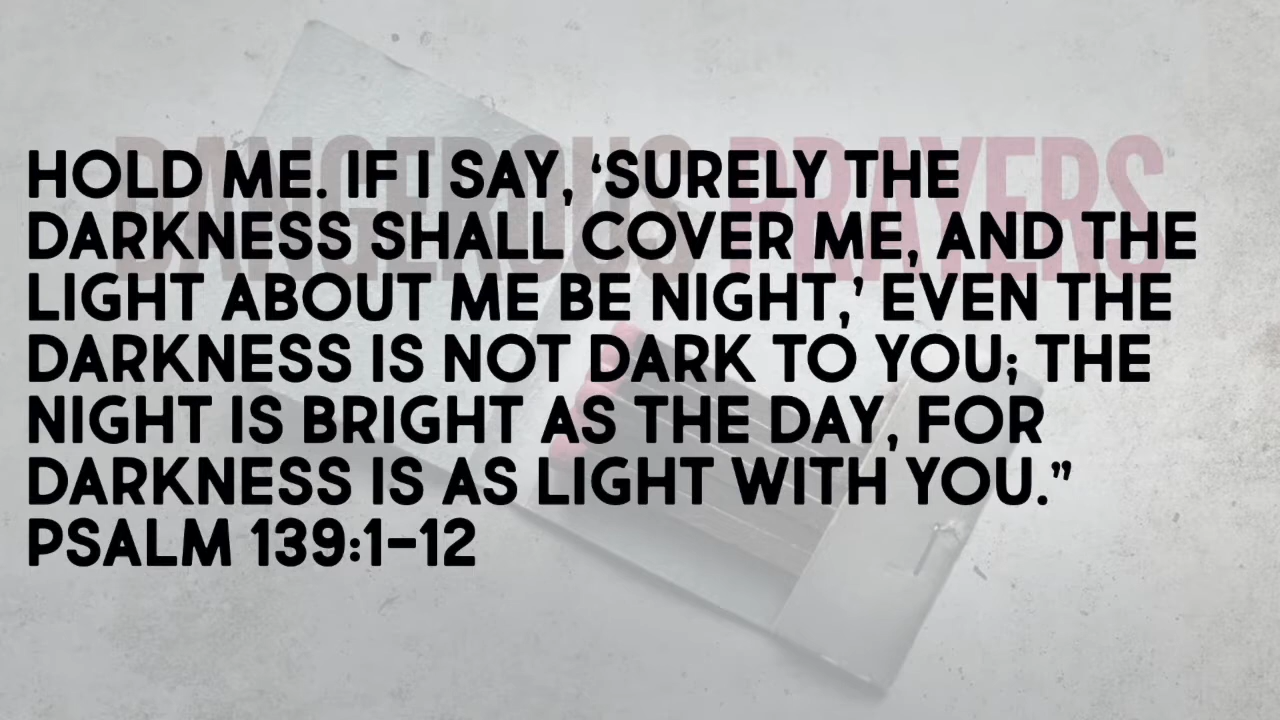 DANGEROUS PRAYERS
HOLD ME. IF I SAY, ‘SURELY THE
DARKNESS SHALL COVER ME, AND THE
LIGHT ABOUT ME BE NIGHT,’ EVEN THE
DARKNESS IS NOT DARK TO YOU; THE
NIGHT IS BRIGHT AS THE DAY, FOR
DARKNESS IS AS LIGHT WITH YOU.”
PSALM 139:1-12